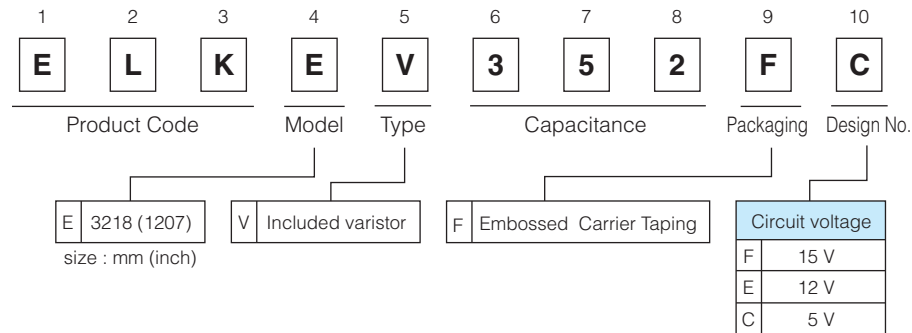 1 2 3 4 5 6 7 8 9 10
E L K E V 3 5 2 F C
Product Code Model Type Capacitance Packaging Design No.
E 3218 (1207)
size : mm (inch)
V Included varistor
F Embossed Carrier Taping
Circuit voltage
F 15 V
E 12 V
C 5 V